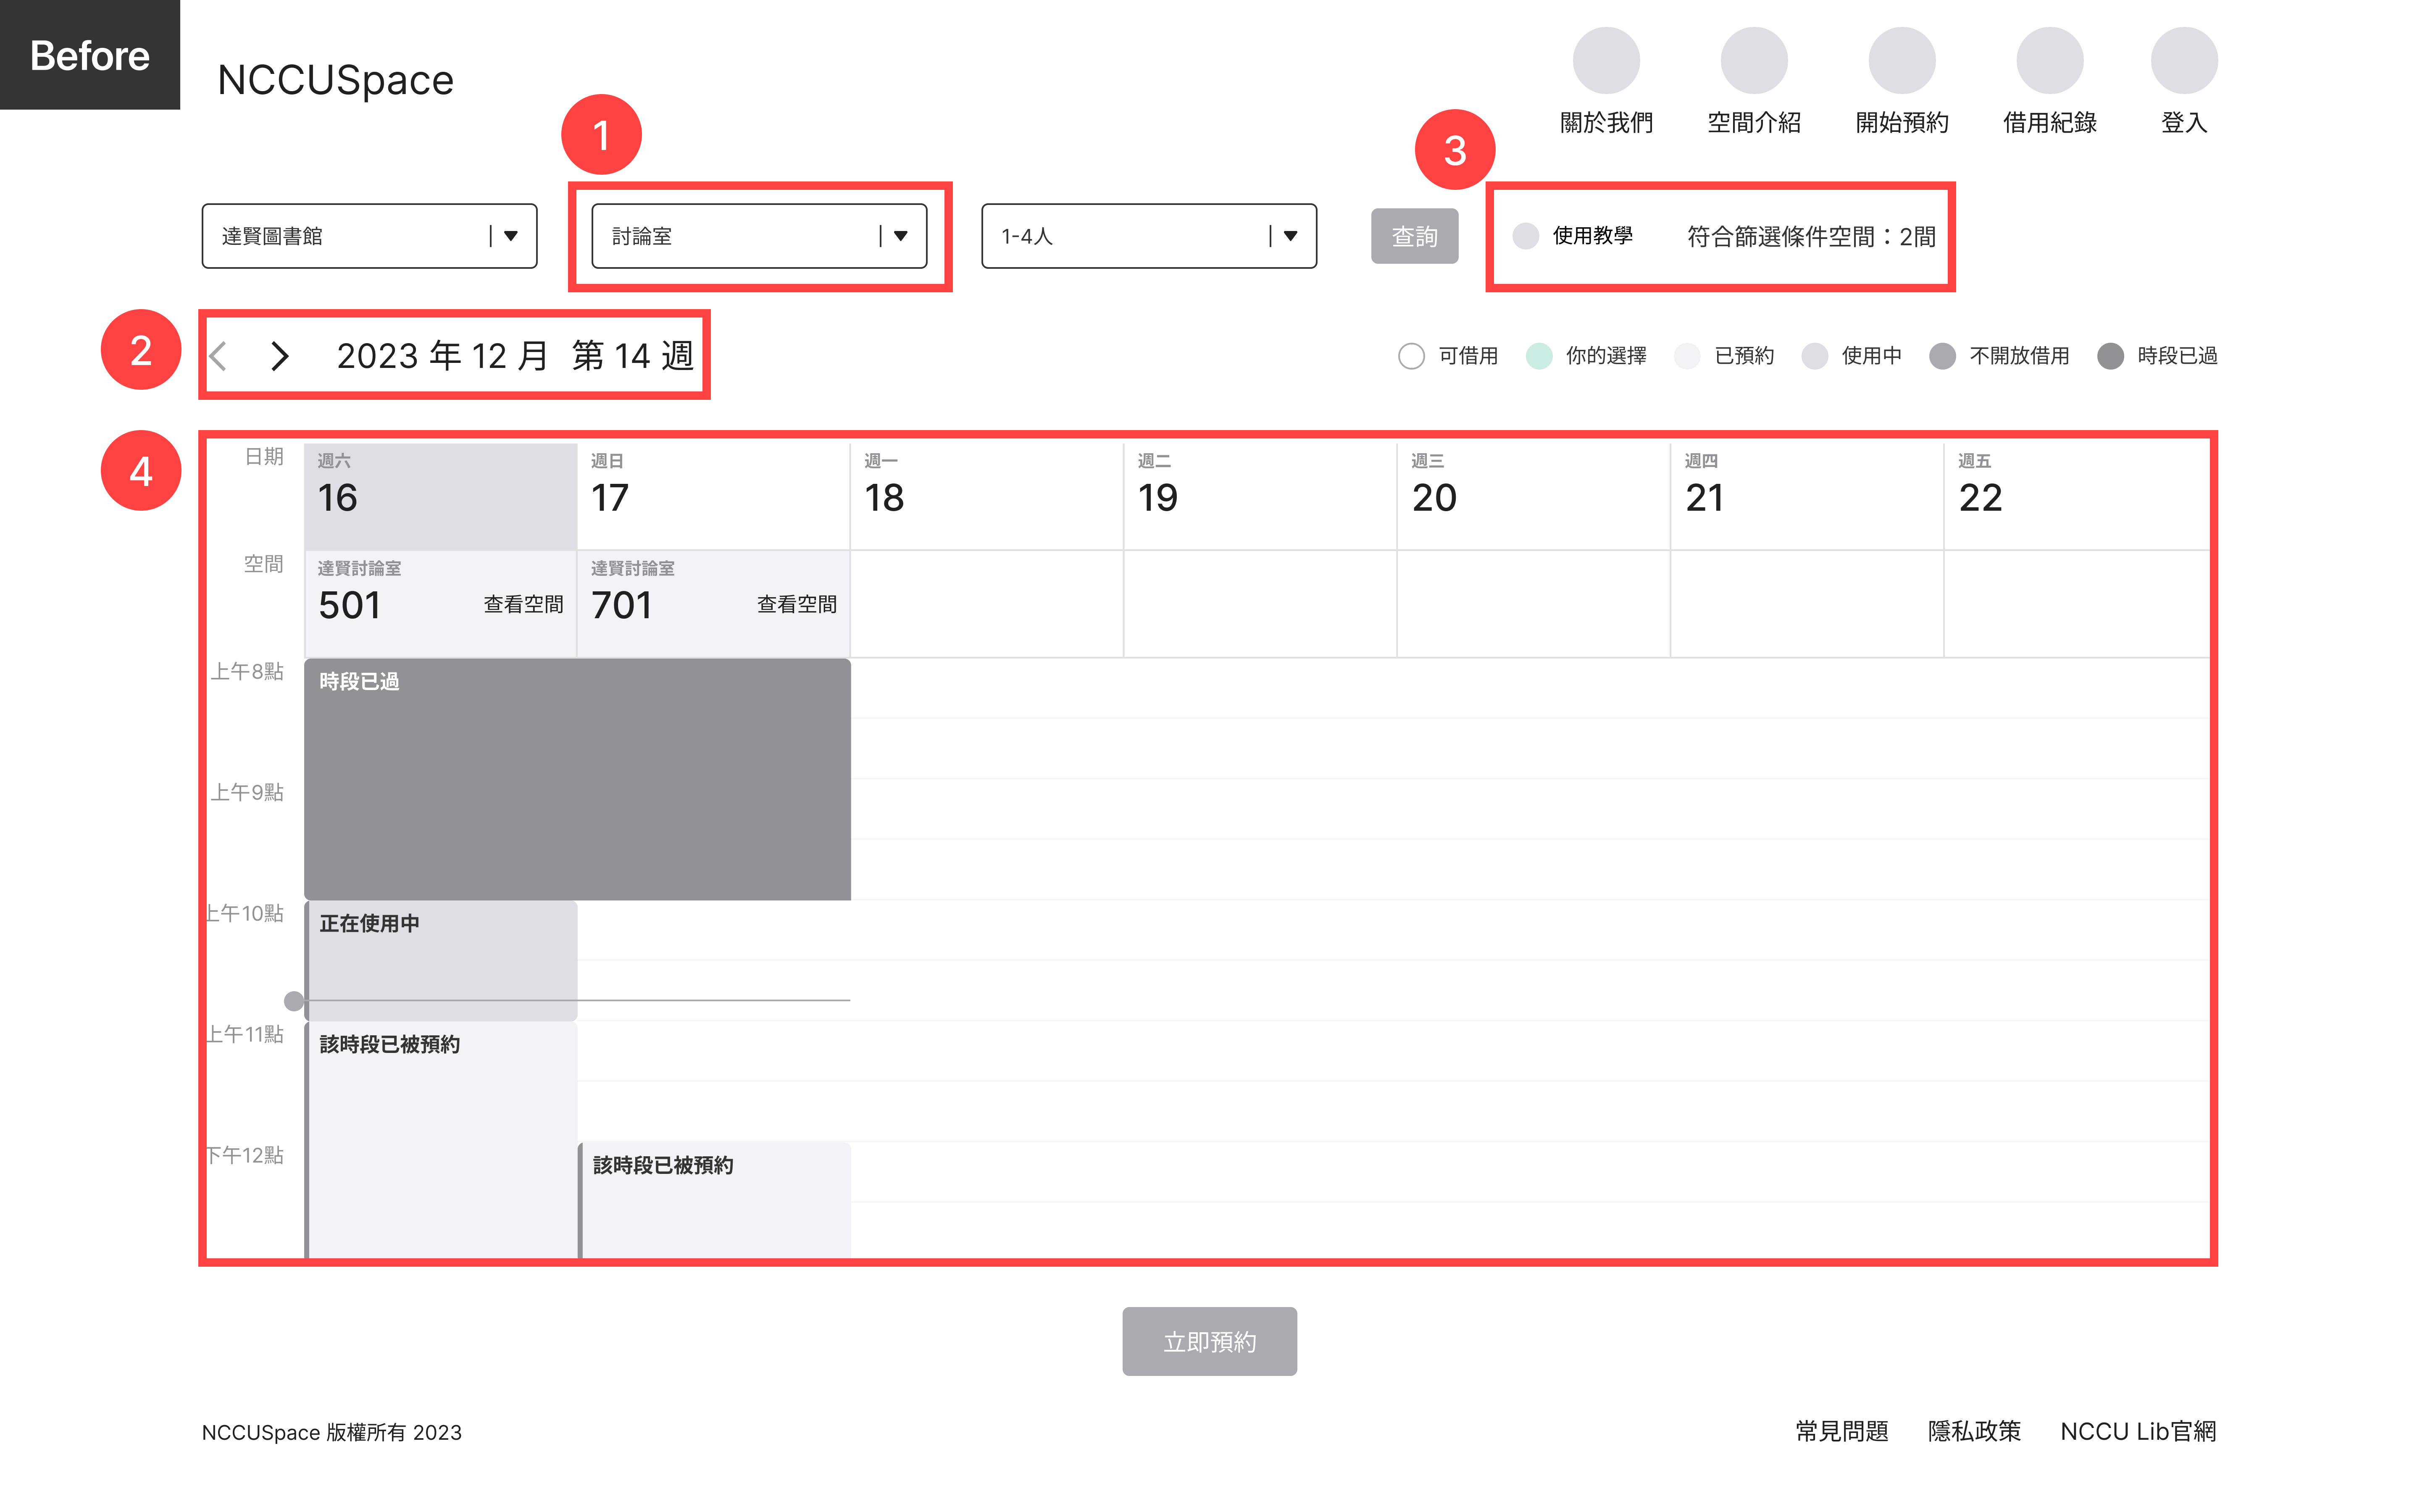 Before
NCCUSpace
關於我們
空間介紹
開始預約
借用紀錄
登入
1
3
達賢圖書館
討論室
1-4人
查詢
使用教學
符合篩選條件空間：2間
2
2023 年 12 月 第 14 週
可借用
你的選擇
已預約
使用中
不開放借用
時段已過
4
日期
週六
16
週日
17
週一
18
週二
19
週三
20
週四
21
週五
22
空間
達賢討論室
501
查看空間
達賢討論室
701
查看空間
上午8點
時段已過
上午9點
上午10點
正在使用中
上午11點
該時段已被預約
下午12點
該時段已被預約
立即預約
NCCUSpace 版權所有 2023
常見問題
隱私政策
NCCU Lib官網